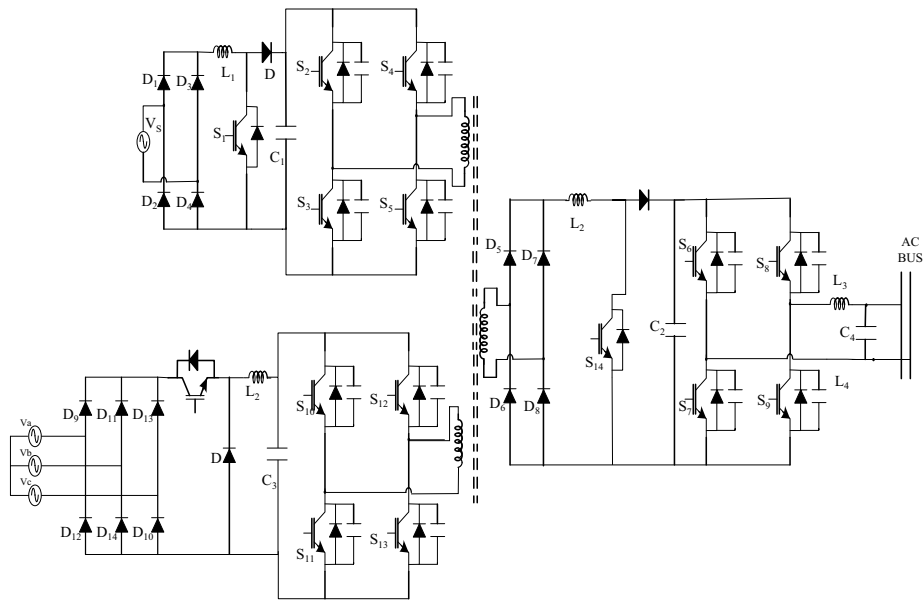 D₁
D₃
L₁
D
V_S
S₁
C₁
D₂
D₄
S₂
S₄
S₃
S₅
D₅
D₇
L₂
S₁₄
C₂
D₆
D₈
S₆
S₈
S₇
S₉
L₃
C₄
L₄
AC
BUS
Va
Vb
Vc
D₉
D₁₁
D₁₃
D₁₂
D₁₄
D₁₀
D
L₂
C₃
S₁₀
S₁₂
S₁₁
S₁₃